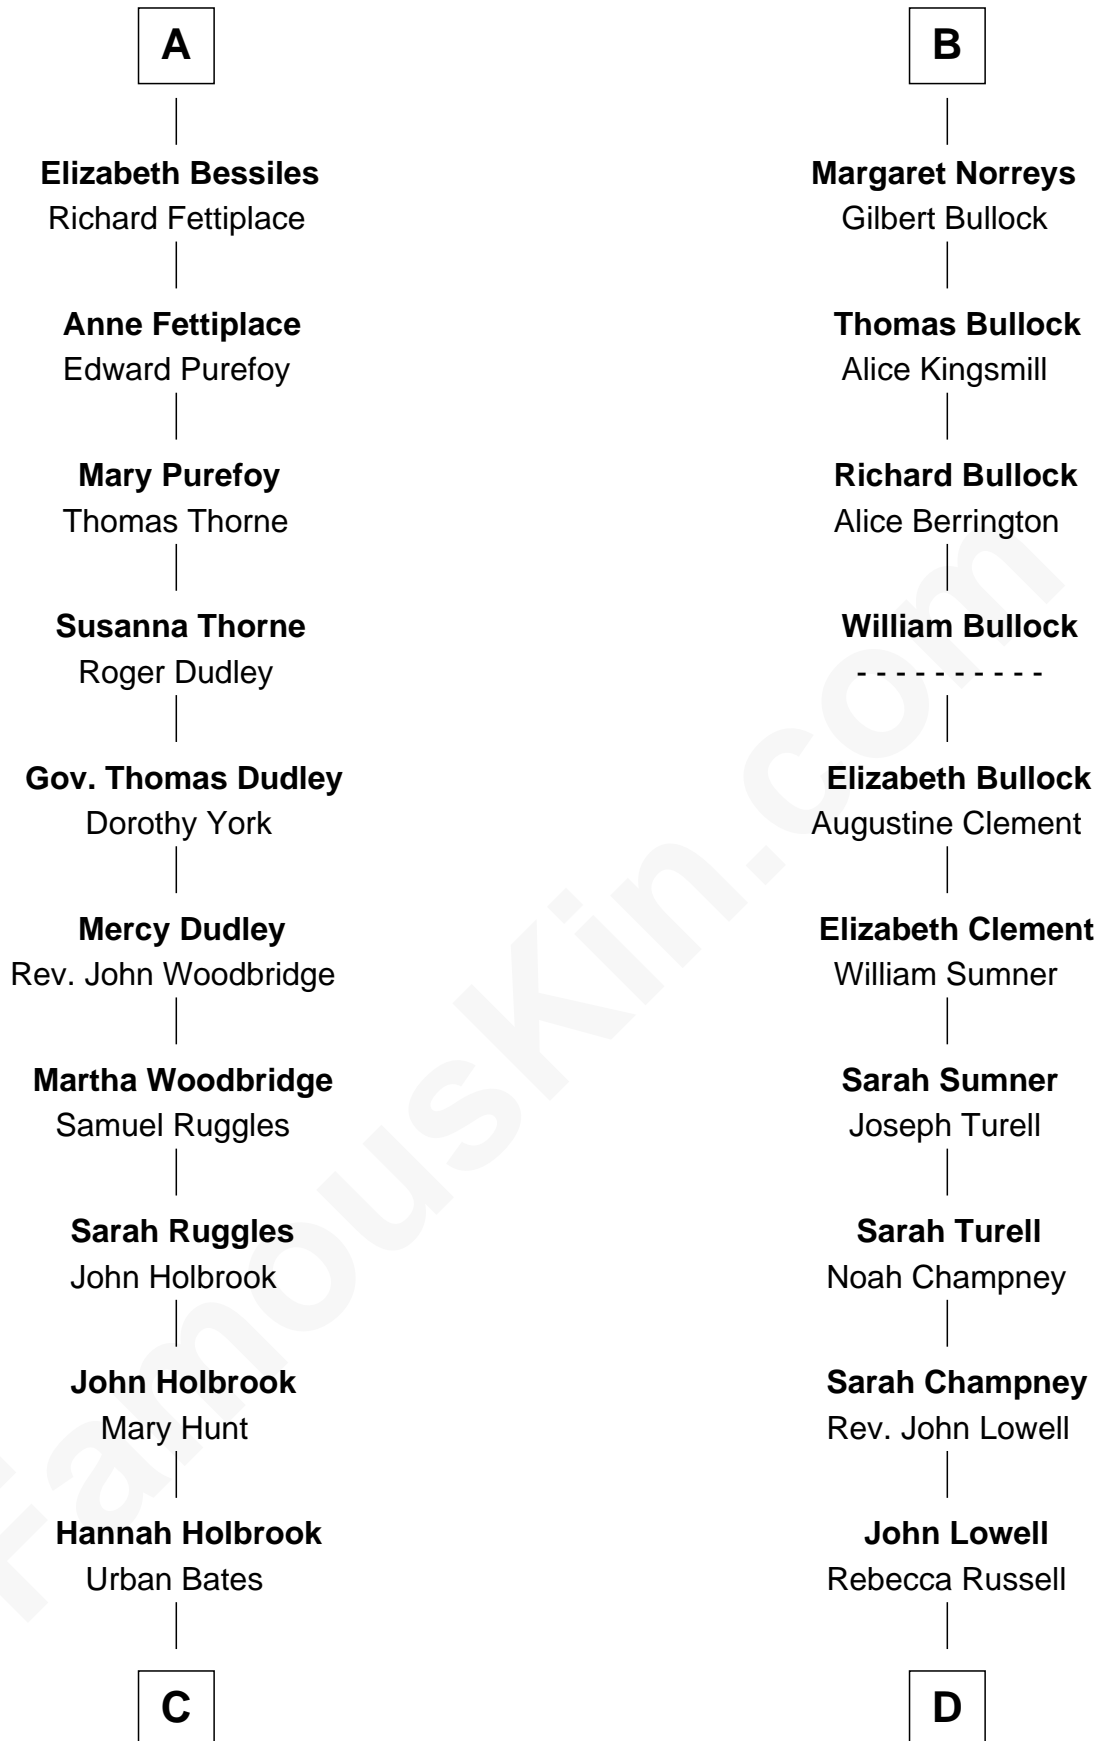 A
Elizabeth Bessiles
Richard Fettiplace
Anne Fettiplace
Edward Purefoy
Mary Purefoy
Thomas Thorne
Susanna Thorne
Roger Dudley
Gov. Thomas Dudley
Dorothy York
Mercy Dudley
Rev. John Woodbridge
Martha Woodbridge
Samuel Ruggles
Sarah Ruggles
John Holbrook
John Holbrook
Mary Hunt
Hannah Holbrook
Urban Bates
C
B
Margaret Norreys
Gilbert Bullock
Thomas Bullock
Alice Kingsmill
Richard Bullock
Alice Berrington
William Bullock
- - - - - - - - - -
Elizabeth Bullock
Augustine Clement
Elizabeth Clement
William Sumner
Sarah Sumner
Joseph Turell
Sarah Turell
Noah Champney
Sarah Champney
Rev. John Lowell
John Lowell
Rebecca Russell
D
FamousKin.com